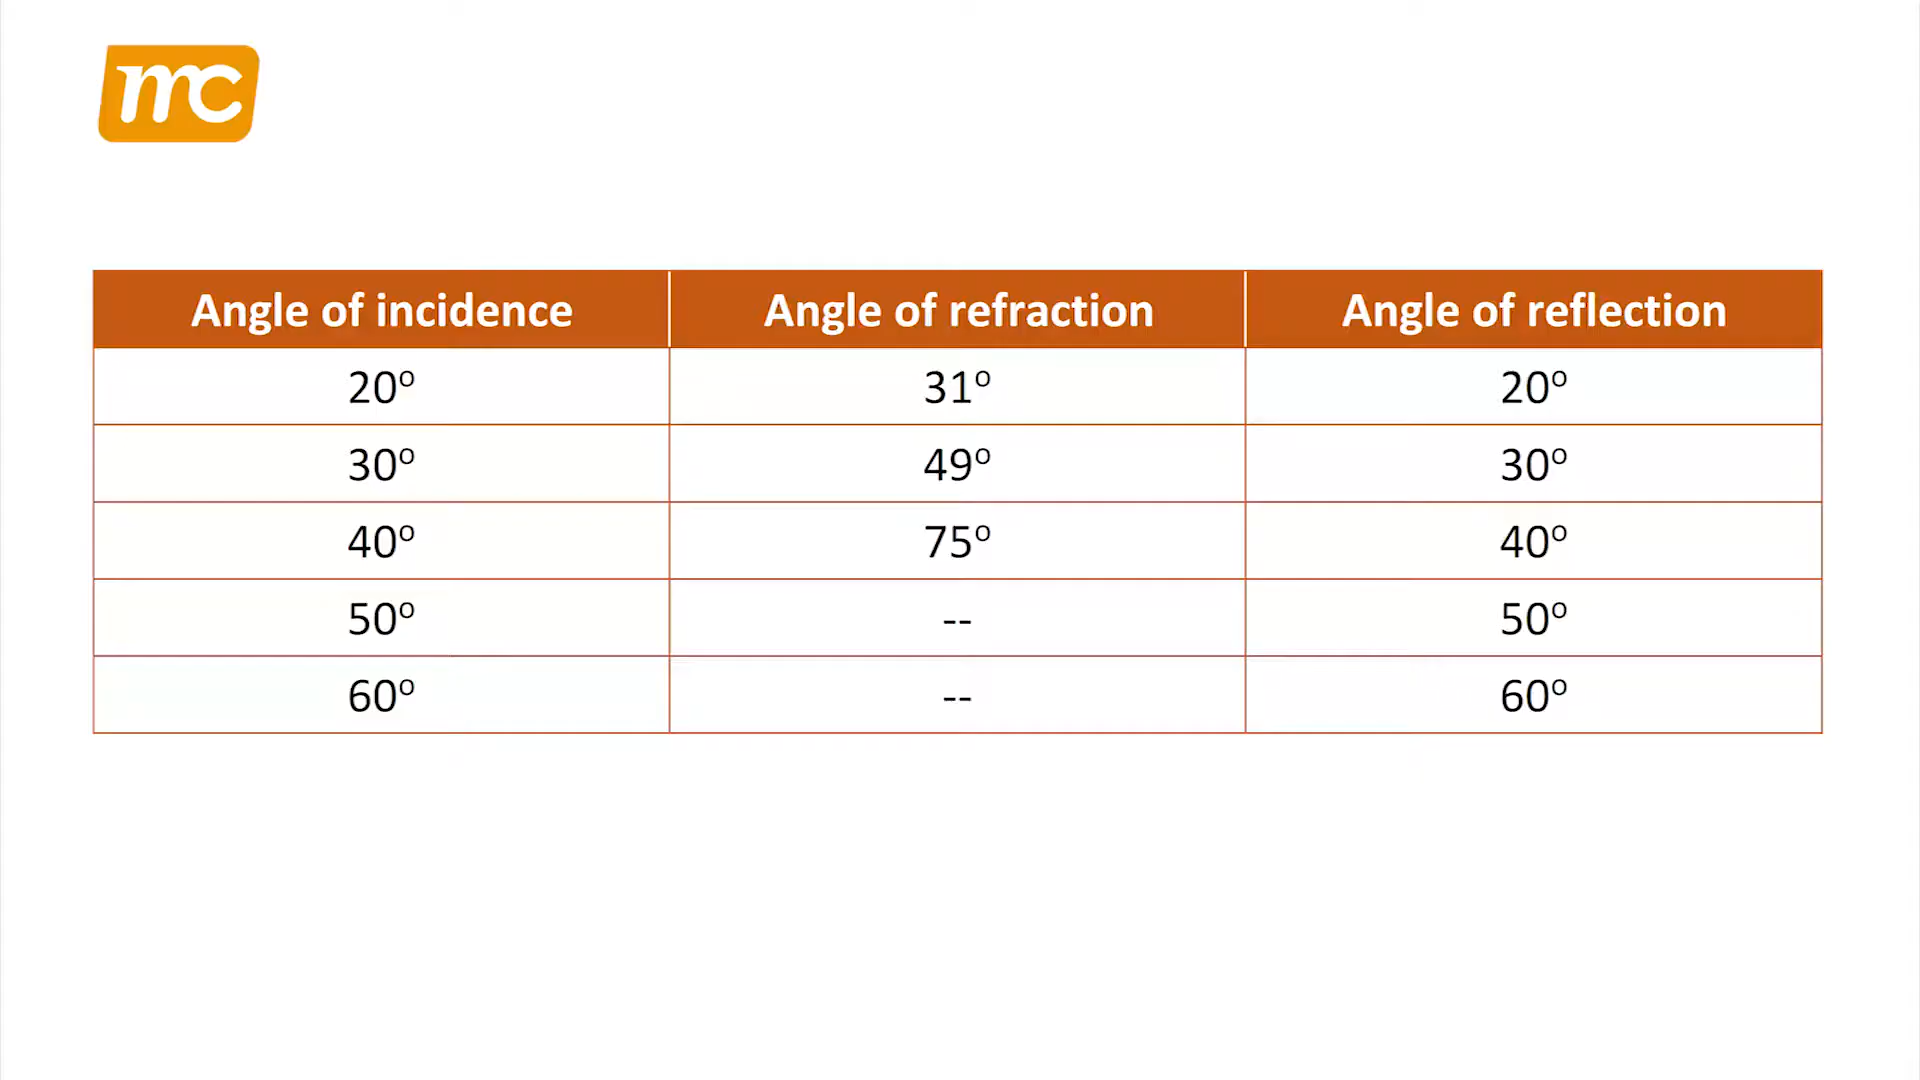 mc
Angle of incidence Angle of refraction Angle of reflection
20º 31º 20º
30º 49º 30º
40º 75º 40º
50º -- 50º
60º -- 60º